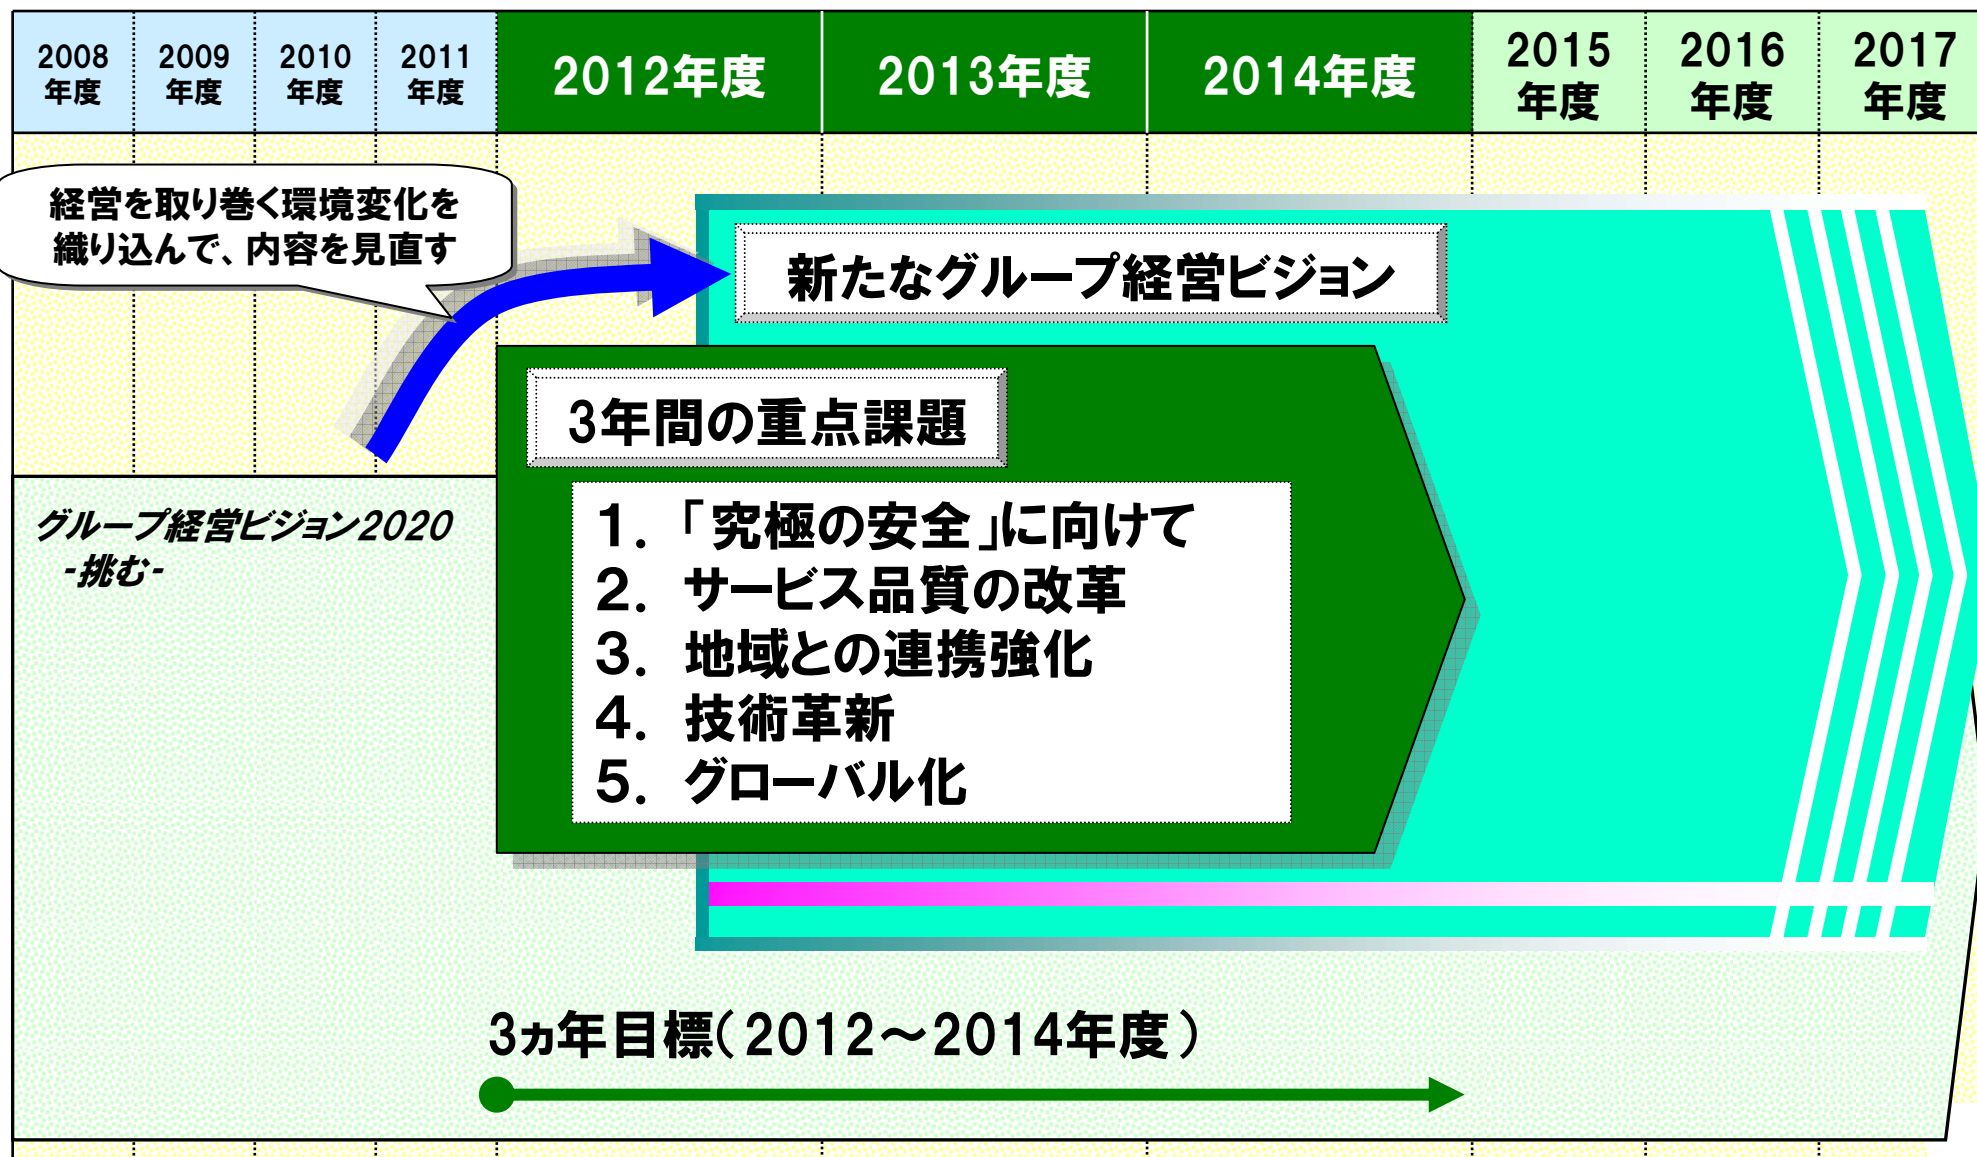 2008
年度
2009
年度
2010
年度
2011
年度
2012年度
2013年度
2014年度
2015
年度
2016
年度
2017
年度
経営を取り巻く環境変化を
織り込んで、内容を見直す
新たなグループ経営ビジョン
3年間の重点課題
1. 「究極の安全」に向けて
2. サービス品質の改革
3. 地域との連携強化
4. 技術革新
5. グローバル化
グループ経営ビジョン2020
-挑む-
3ヵ年目標(2012～2014年度)